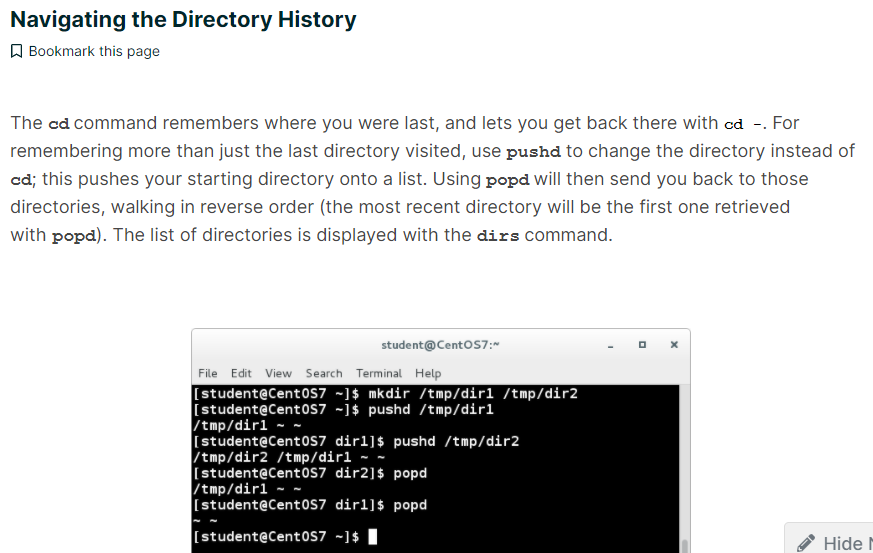 Navigating the Directory History
Bookmark this page
The cd command remembers where you were last, and lets you get back there with cd -. For
remembering more than just the last directory visited, use pushd to change the directory instead of
cd; this pushes your starting directory onto a list. Using popd will then send you back to those
directories, walking in reverse order (the most recent directory will be the first one retrieved
with popd). The list of directories is displayed with the dirs command.
student@CentOS7:~
File Edit View Search Terminal Help
[student@CentOS7 ~]$ mkdir /tmp/dir1 /tmp/dir2
[student@CentOS7 ~]$ pushd /tmp/dir1
/tmp/dir1 ~ ~
[student@CentOS7 dir1]$ pushd /tmp/dir2
/tmp/dir2 /tmp/dir1 ~ ~
[student@CentOS7 dir2]$ popd
/tmp/dir1 ~ ~
[student@CentOS7 dir1]$ popd
~ ~
[student@CentOS7 ~]$
Hide